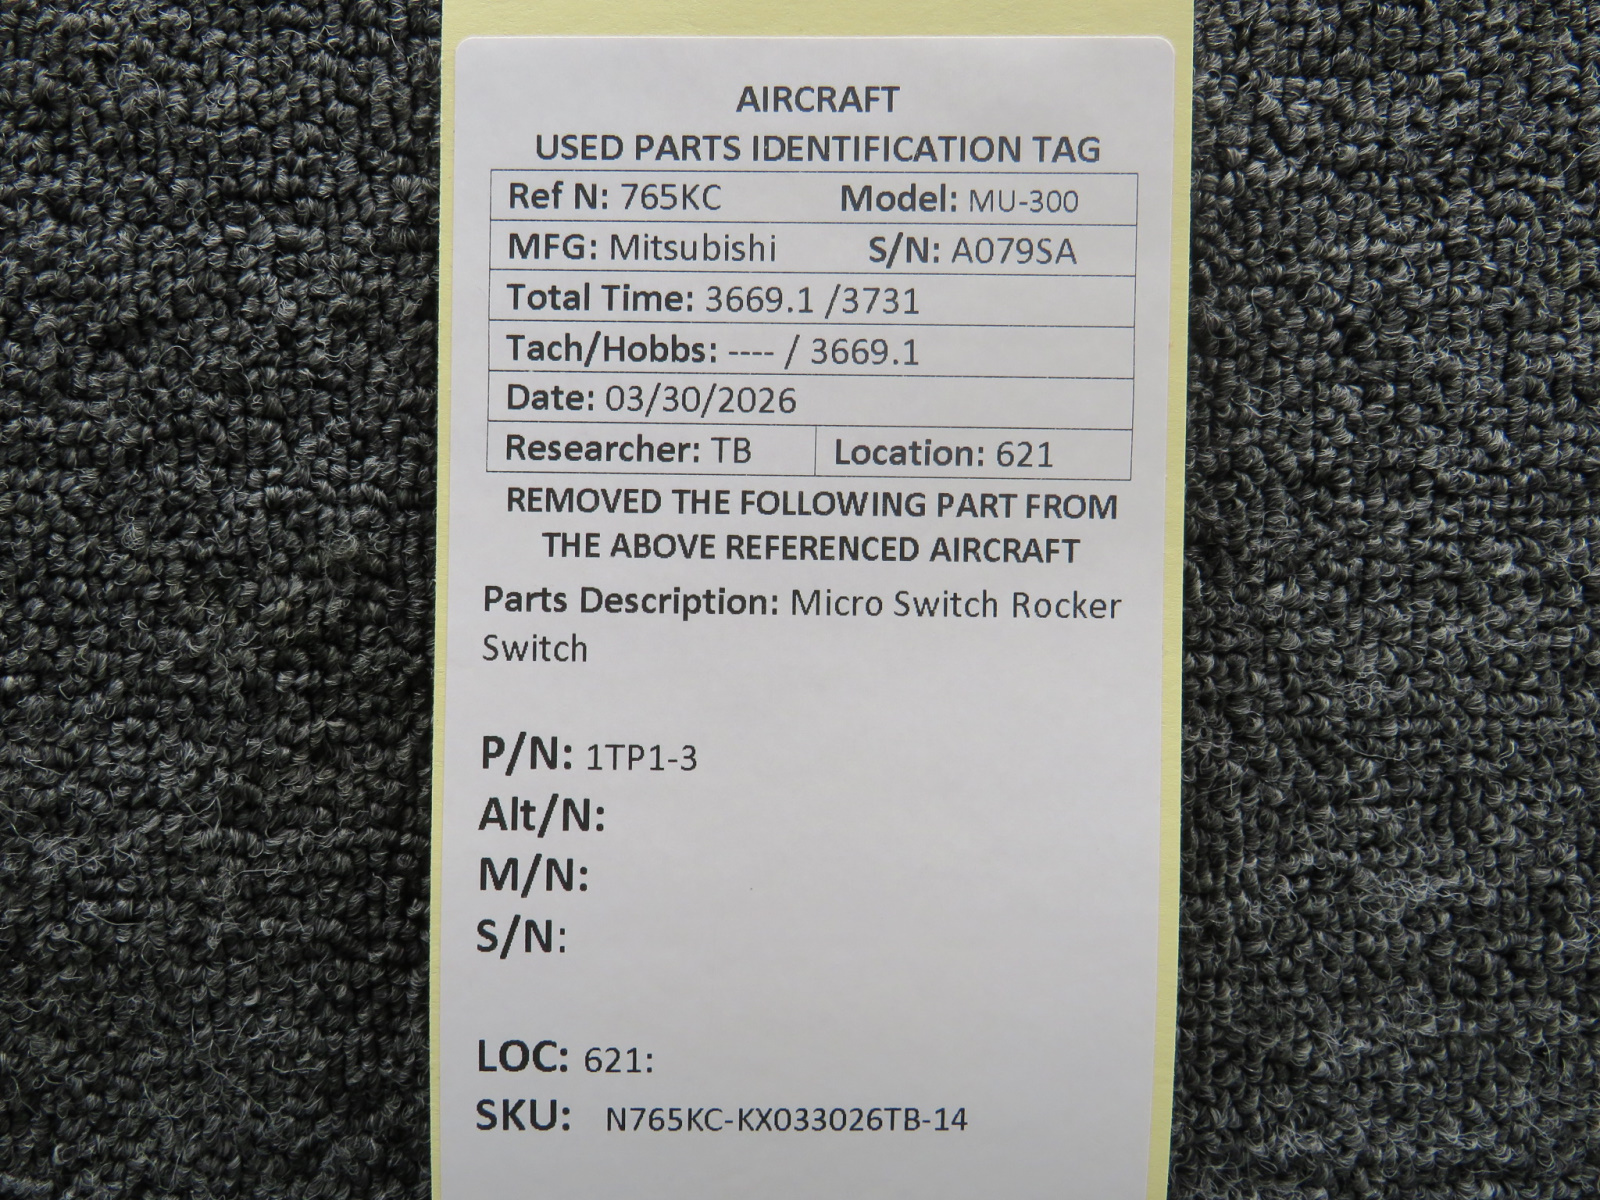 AIRCRAFT
USED PARTS IDENTIFICATION TAG
Ref N: 765KC Model: MU-300
MFG: Mitsubishi S/N: A079SA
Total Time: 3669.1 /3731
Tach/Hobbs: ---- / 3669.1
Date: 03/30/2026
Researcher: TB Location: 621
REMOVED THE FOLLOWING PART FROM
THE ABOVE REFERENCED AIRCRAFT
Parts Description: Micro Switch Rocker
Switch
P/N: 1TP1-3
Alt/N:
M/N:
S/N:
LOC: 621:
SKU: N765KC-KX033026TB-14